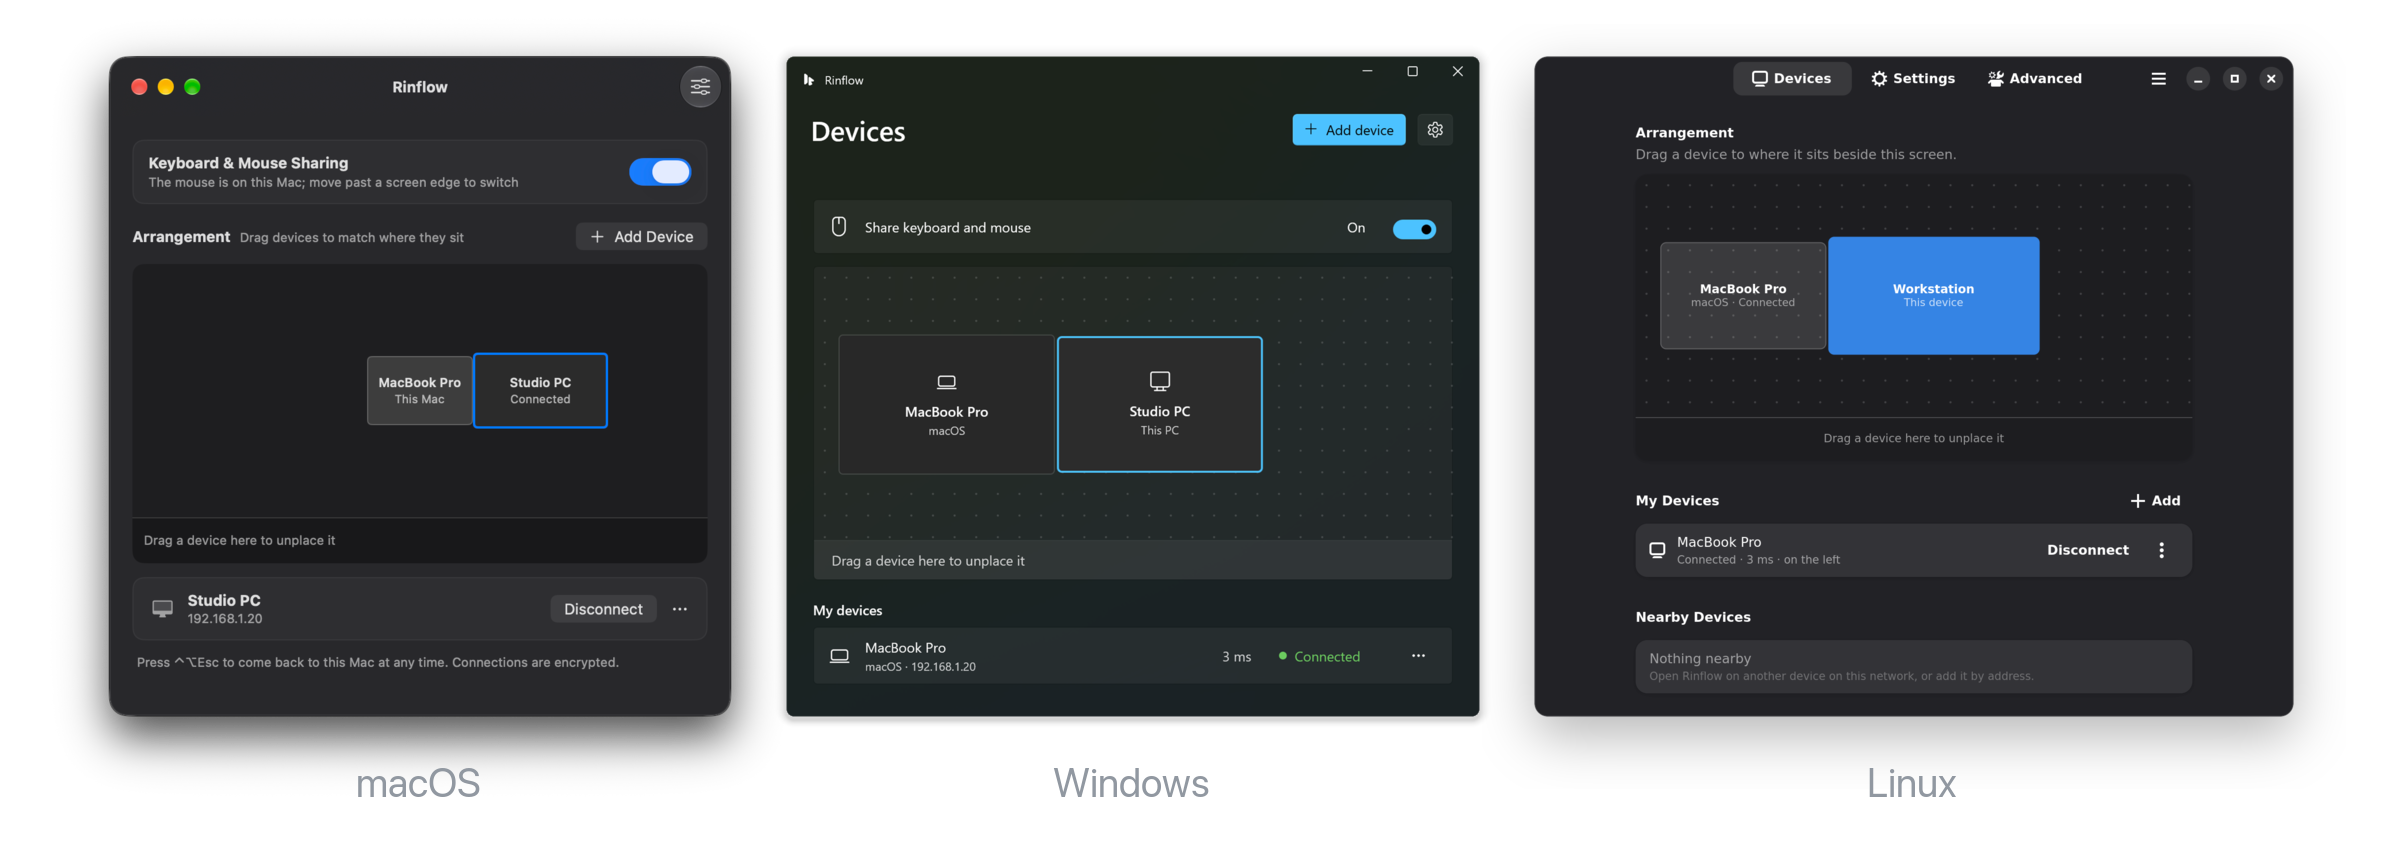 Rinflow
Keyboard & Mouse Sharing
The mouse is on this Mac; move past a screen edge to switch
Arrangement Drag devices to match where they sit + Add Device
MacBook Pro
This Mac
Studio PC
Connected
Drag a device here to unplace it
Studio PC
192.168.1.20
Disconnect
Press ^⌥Esc to come back to this Mac at any time. Connections are encrypted.
macOS
Rinflow
Devices
+ Add device
Share keyboard and mouse On
MacBook Pro
macOS
Studio PC
This PC
Drag a device here to unplace it
My devices
MacBook Pro
macOS · 192.168.1.20
3 ms Connected
Windows
Devices Settings Advanced
Arrangement
Drag a device to where it sits beside this screen.
MacBook Pro
macOS · Connected
Workstation
This device
Drag a device here to unplace it
My Devices + Add
MacBook Pro
Connected · 3 ms · on the left
Disconnect
Nearby Devices
Nothing nearby
Open Rinflow on another device on this network, or add it by address.
Linux